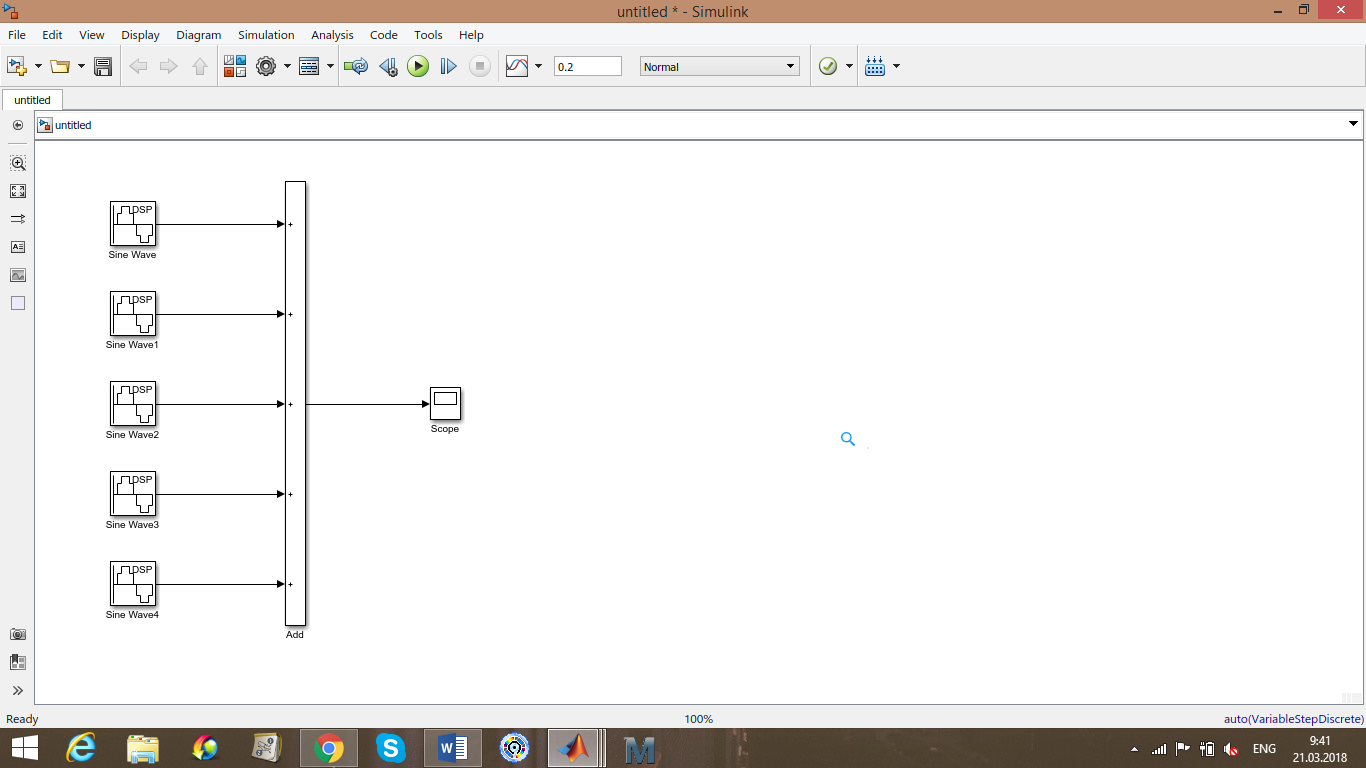 untitled * - Simulink
File Edit View Display Diagram Simulation Analysis Code Tools Help
0.2 Normal
untitled
untitled
DSP
Sine Wave
+
DSP
Sine Wave1
+
DSP
Sine Wave2
+
Scope
DSP
Sine Wave3
+
DSP
Sine Wave4
+
Add
Ready 100% auto(VariableStepDiscrete)
ENG 9:41
21.03.2018